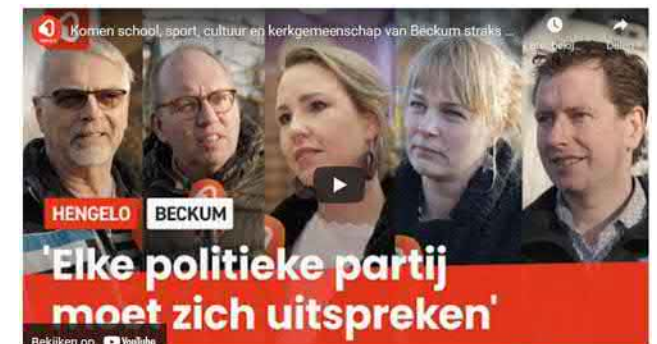 Komen school, sport, cultuur en kerkgemeenschap van Beckum straks ...
Delen
HENGELO BECKUM
'Elke politieke partij
moet zich uitspreken'
Bekijken op YouTube